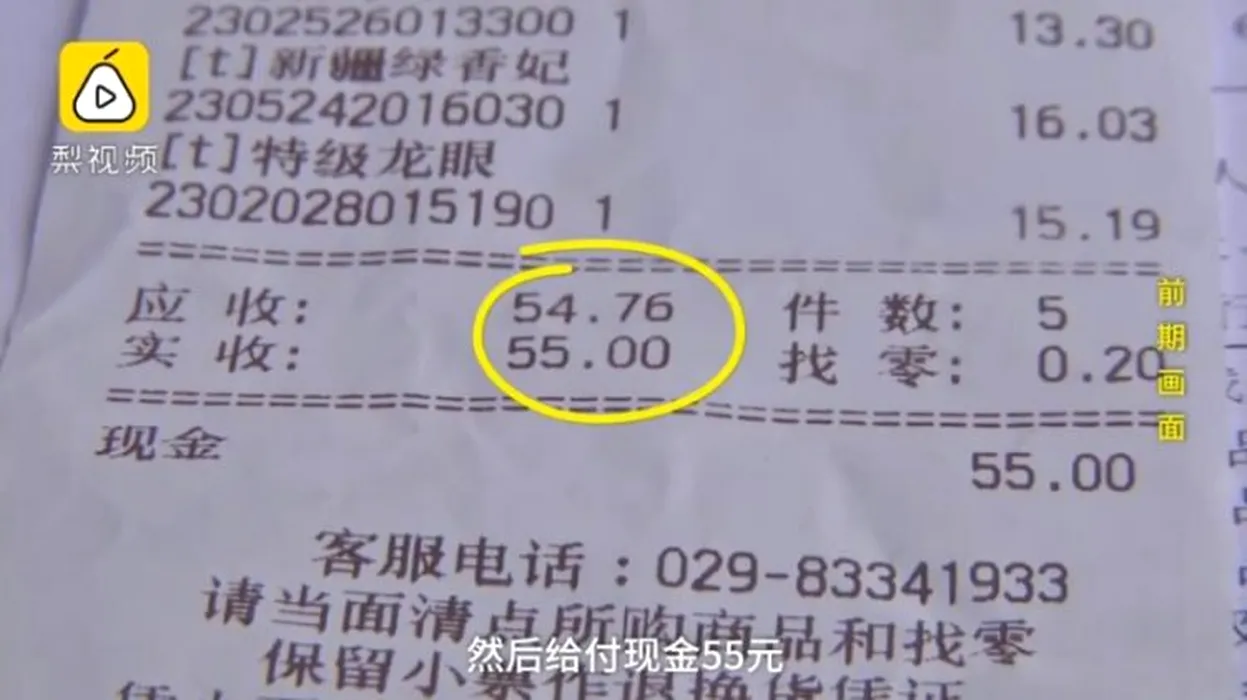 2302526013300 1 13.30
[t]新疆绿香妃
2305242016030 1 16.03
[t]特级龙眼
2302028015190 1 15.19
应 收: 54.76 件 数: 5
实 收: 55.00 找 零: 0.20
现金 55.00
客服电话:029-83341933
请当面清点所购商品和找零
保留小票作退换货凭证
梨视频
前期画面
然后给付现金55元